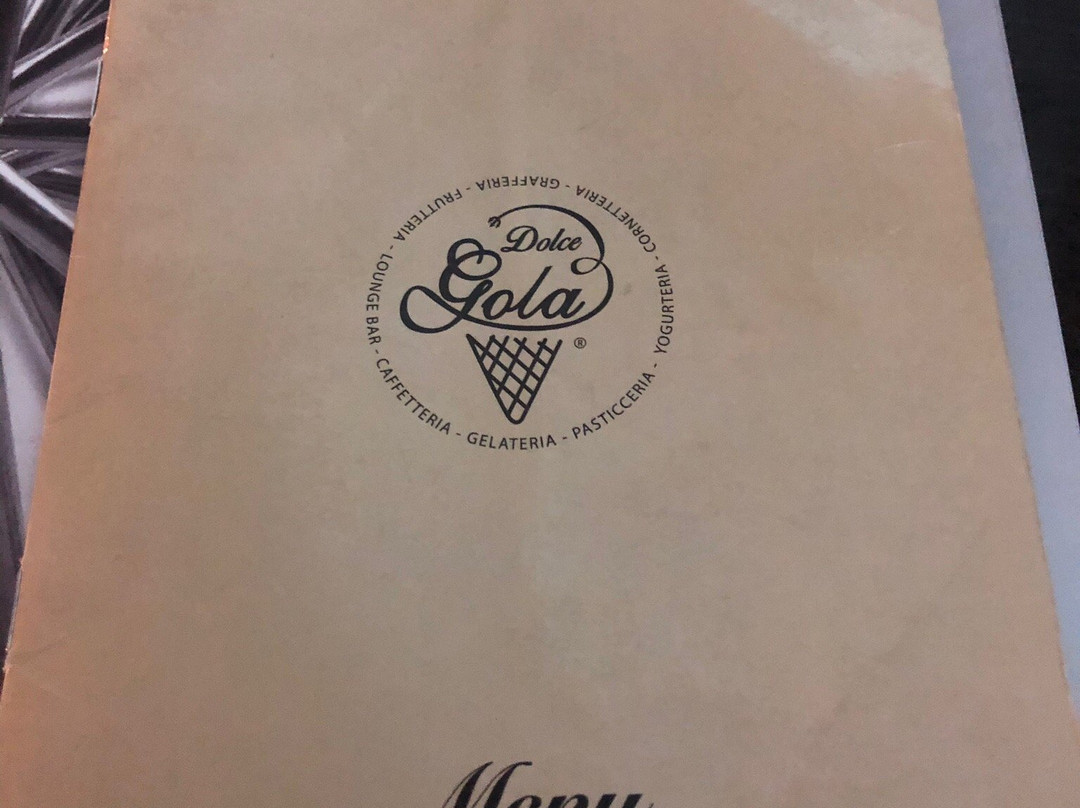 Dolce
Gola
®
LOUNGE BAR - CAFFETTERIA - GELATERIA - PASTICCERIA - YOGURTERIA - CORNETTERIA - GRAFFERIA - FRUTTERIA -
Menu